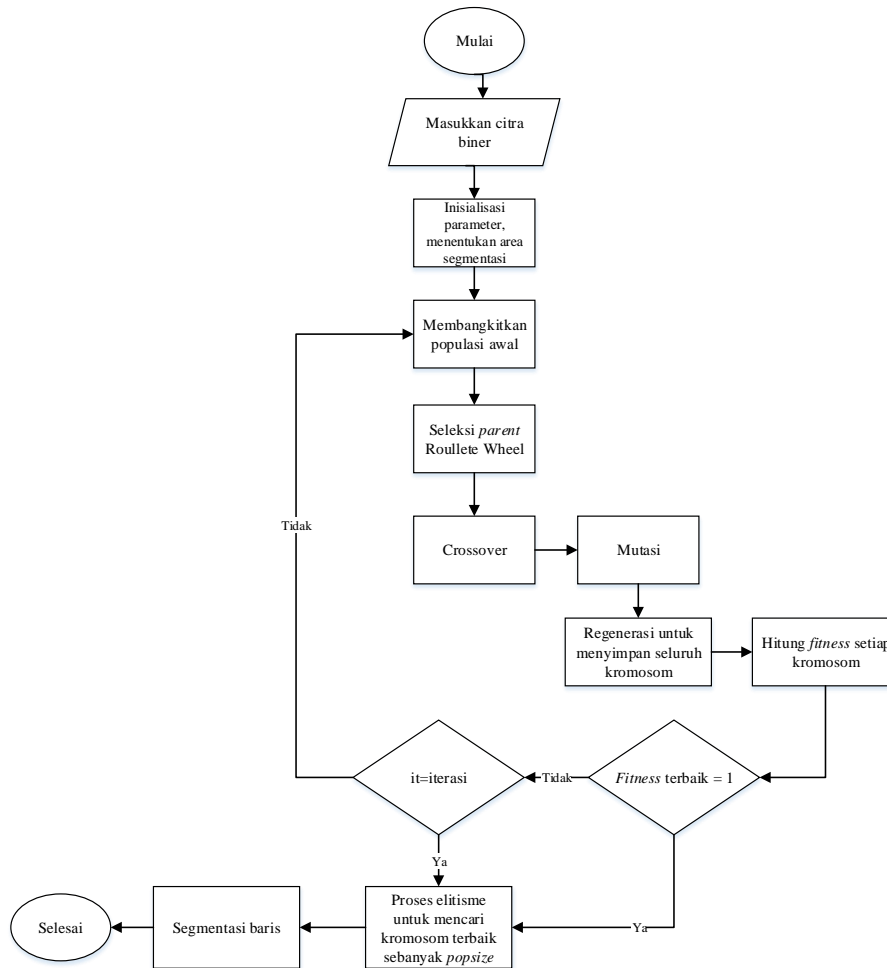 Mulai
Masukkan citra
biner
Inisialisasi
parameter,
menentukan area
segmentasi
Membangkitkan
populasi awal
Seleksi parent
Roullete Wheel
Tidak
Crossover
Mutasi
Regenerasi untuk
menyimpan seluruh
kromosom
Hitung fitness setiap
kromosom
it=iterasi
Tidak
Fitness terbaik = 1
Ya
Ya
Proses elitisme
untuk mencari
kromosom terbaik
sebanyak popsize
Segmentasi baris
Selesai